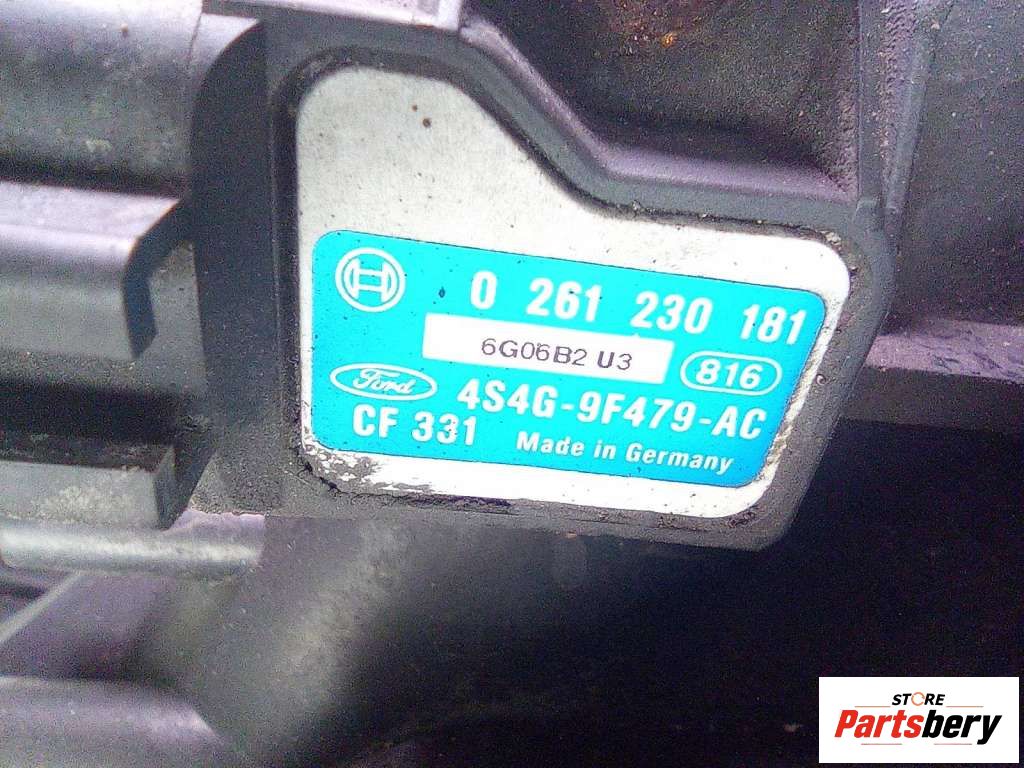 0 261 230 181
6G06B2 U3
816
Ford
4S4G-9F479-AC
CF 331
Made in Germany
STORE
Partsbery